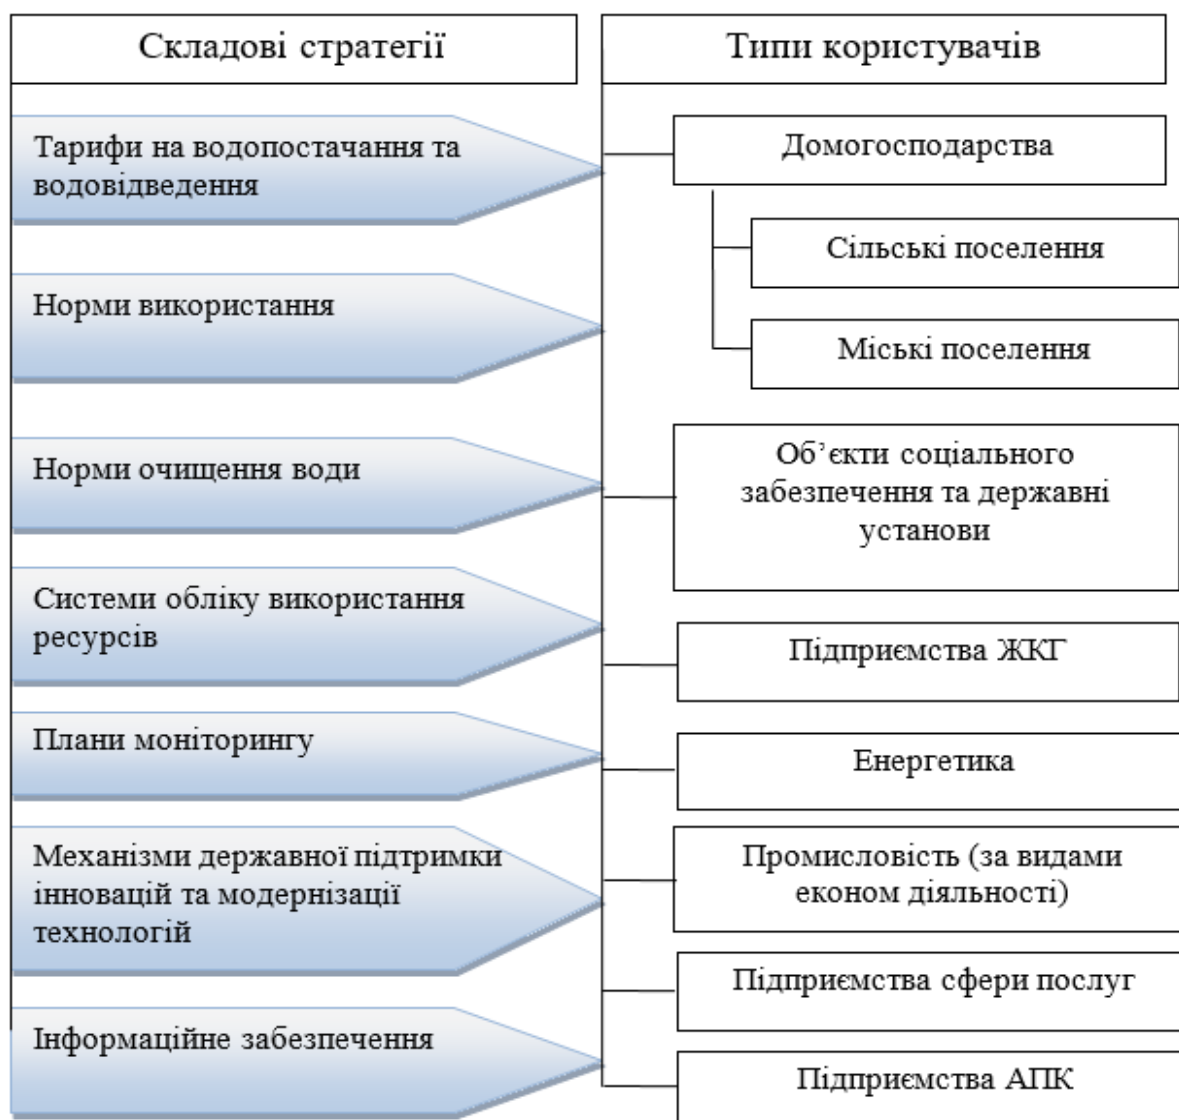 Складові стратегії
Типи користувачів
Тарифи на водопостачання та
водовідведення
Норми використання
Норми очищення води
Системи обліку використання
ресурсів
Плани моніторингу
Механізми державної підтримки
інновацій та модернізації
технологій
Інформаційне забезпечення
Домогосподарства
Сільські поселення
Міські поселення
Об’єкти соціального
забезпечення та державні
установи
Підприємства ЖКГ
Енергетика
Промисловість (за видами
економ діяльності)
Підприємства сфери послуг
Підприємства АПК